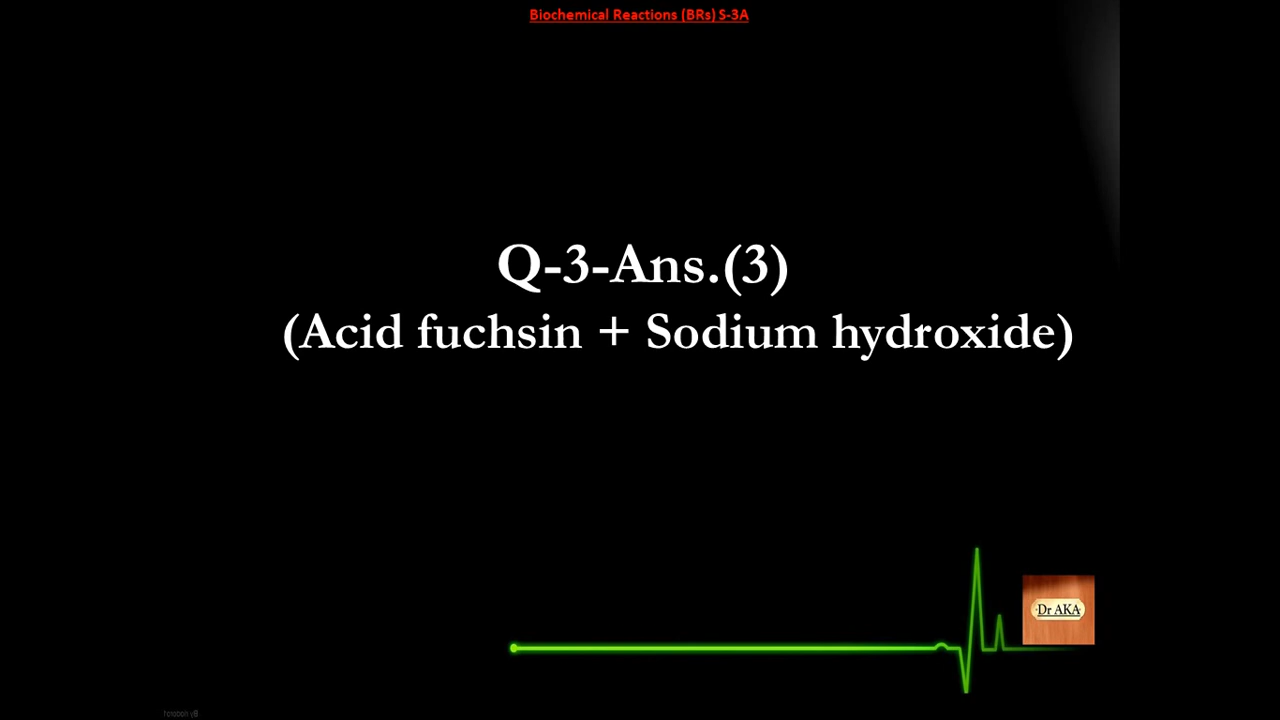 Biochemical Reactions (BRs) S-3A
Q-3-Ans.(3)
(Acid fuchsin + Sodium hydroxide)
Dr AKA